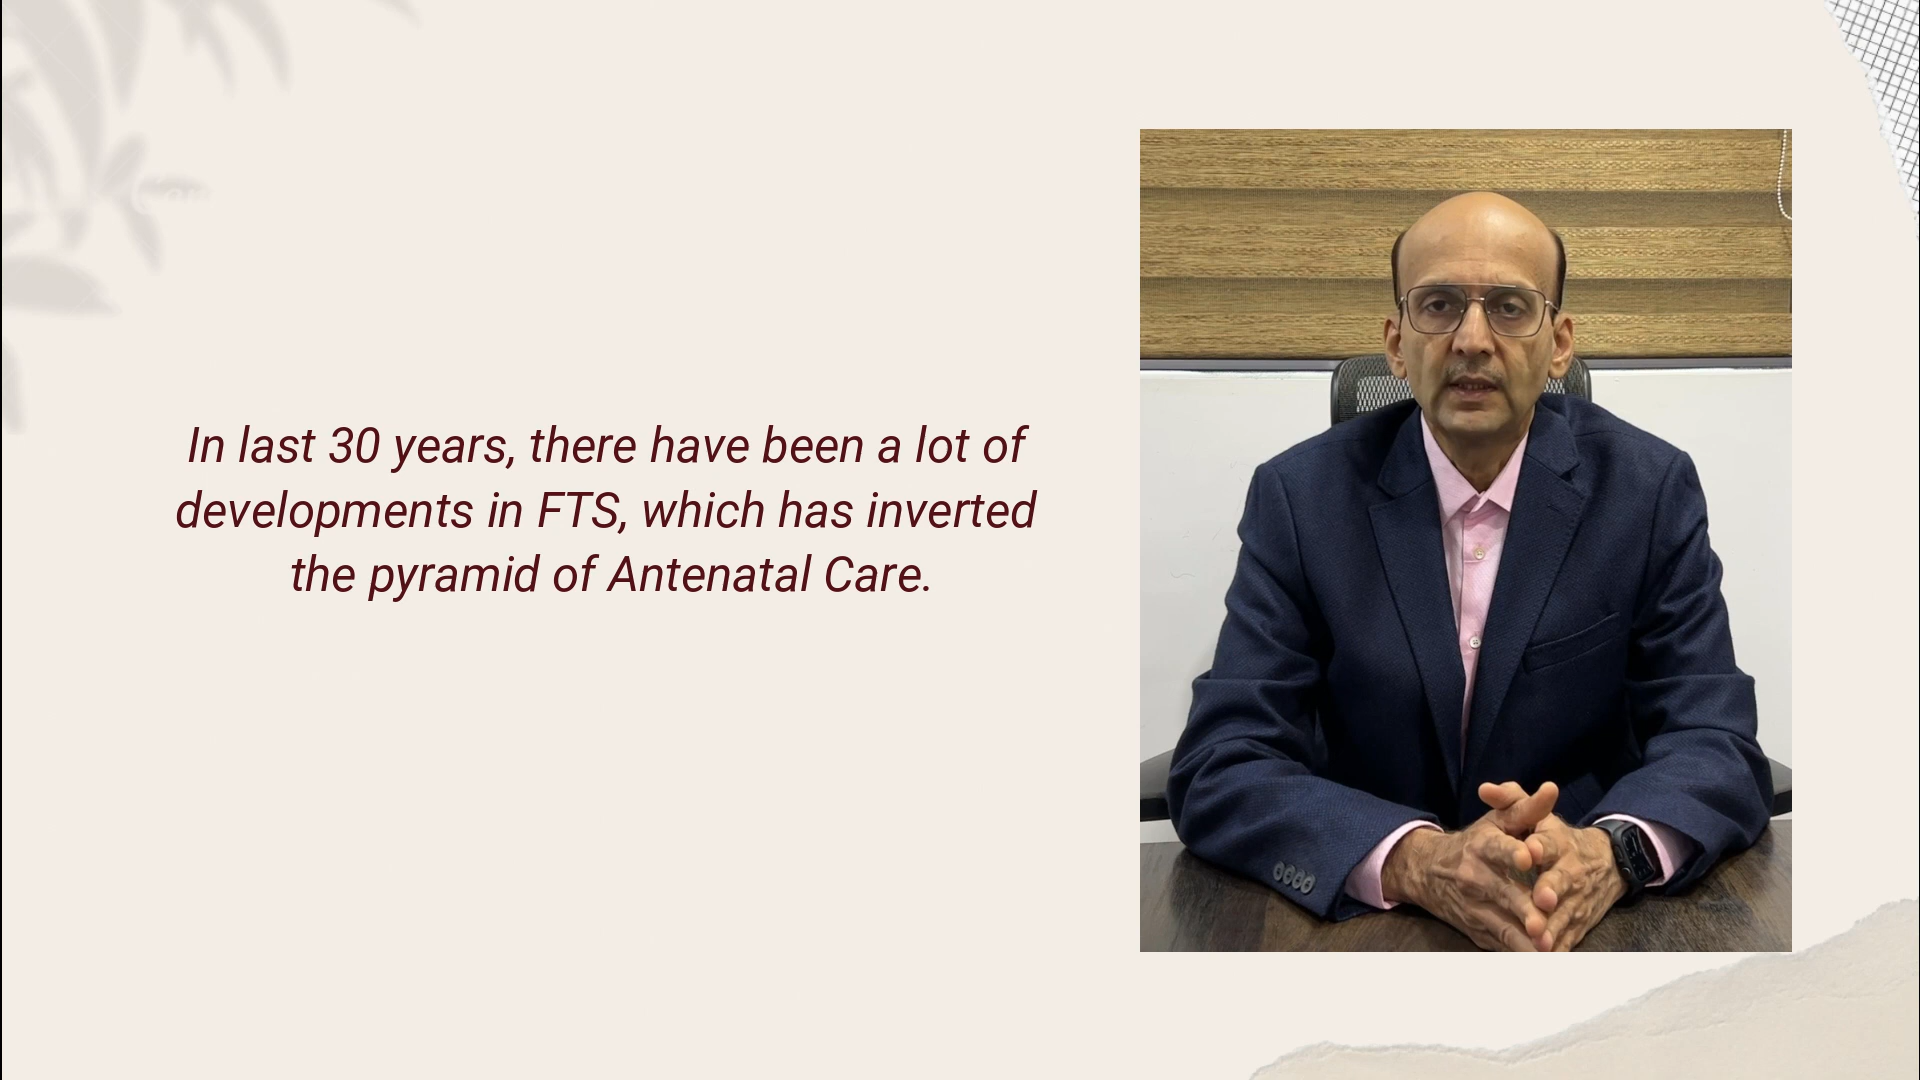 In last 30 years, there have been a lot of
developments in FTS, which has inverted
the pyramid of Antenatal Care.